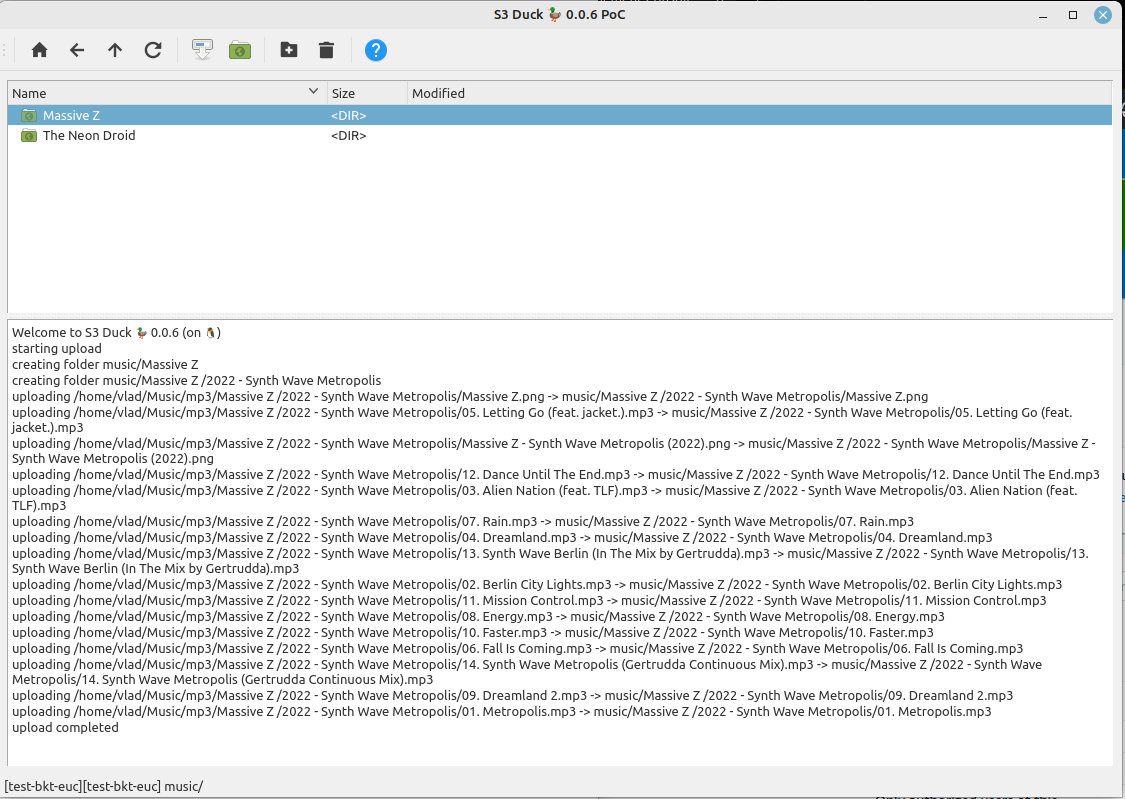 S3 Duck 🦆 0.0.6 PoC
Name Size Modified
Massive Z <DIR>
The Neon Droid <DIR>
Welcome to S3 Duck 🦆 0.0.6 (on 🐧)
starting upload
creating folder music/Massive Z
creating folder music/Massive Z /2022 - Synth Wave Metropolis
uploading /home/vlad/Music/mp3/Massive Z /2022 - Synth Wave Metropolis/Massive Z.png -> music/Massive Z /2022 - Synth Wave Metropolis/Massive Z.png
uploading /home/vlad/Music/mp3/Massive Z /2022 - Synth Wave Metropolis/05. Letting Go (feat. jacket.).mp3 -> music/Massive Z /2022 - Synth Wave Metropolis/05. Letting Go (feat.
jacket.).mp3
uploading /home/vlad/Music/mp3/Massive Z /2022 - Synth Wave Metropolis/Massive Z - Synth Wave Metropolis (2022).png -> music/Massive Z /2022 - Synth Wave Metropolis/Massive Z -
Synth Wave Metropolis (2022).png
uploading /home/vlad/Music/mp3/Massive Z /2022 - Synth Wave Metropolis/12. Dance Until The End.mp3 -> music/Massive Z /2022 - Synth Wave Metropolis/12. Dance Until The End.mp3
uploading /home/vlad/Music/mp3/Massive Z /2022 - Synth Wave Metropolis/03. Alien Nation (feat. TLF).mp3 -> music/Massive Z /2022 - Synth Wave Metropolis/03. Alien Nation (feat.
TLF).mp3
uploading /home/vlad/Music/mp3/Massive Z /2022 - Synth Wave Metropolis/07. Rain.mp3 -> music/Massive Z /2022 - Synth Wave Metropolis/07. Rain.mp3
uploading /home/vlad/Music/mp3/Massive Z /2022 - Synth Wave Metropolis/04. Dreamland.mp3 -> music/Massive Z /2022 - Synth Wave Metropolis/04. Dreamland.mp3
uploading /home/vlad/Music/mp3/Massive Z /2022 - Synth Wave Metropolis/13. Synth Wave Berlin (In The Mix by Gertrudda).mp3 -> music/Massive Z /2022 - Synth Wave Metropolis/13.
Synth Wave Berlin (In The Mix by Gertrudda).mp3
uploading /home/vlad/Music/mp3/Massive Z /2022 - Synth Wave Metropolis/02. Berlin City Lights.mp3 -> music/Massive Z /2022 - Synth Wave Metropolis/02. Berlin City Lights.mp3
uploading /home/vlad/Music/mp3/Massive Z /2022 - Synth Wave Metropolis/11. Mission Control.mp3 -> music/Massive Z /2022 - Synth Wave Metropolis/11. Mission Control.mp3
uploading /home/vlad/Music/mp3/Massive Z /2022 - Synth Wave Metropolis/08. Energy.mp3 -> music/Massive Z /2022 - Synth Wave Metropolis/08. Energy.mp3
uploading /home/vlad/Music/mp3/Massive Z /2022 - Synth Wave Metropolis/10. Faster.mp3 -> music/Massive Z /2022 - Synth Wave Metropolis/10. Faster.mp3
uploading /home/vlad/Music/mp3/Massive Z /2022 - Synth Wave Metropolis/06. Fall Is Coming.mp3 -> music/Massive Z /2022 - Synth Wave Metropolis/06. Fall Is Coming.mp3
uploading /home/vlad/Music/mp3/Massive Z /2022 - Synth Wave Metropolis/14. Synth Wave Metropolis (Gertrudda Continuous Mix).mp3 -> music/Massive Z /2022 - Synth Wave
Metropolis/14. Synth Wave Metropolis (Gertrudda Continuous Mix).mp3
uploading /home/vlad/Music/mp3/Massive Z /2022 - Synth Wave Metropolis/09. Dreamland 2.mp3 -> music/Massive Z /2022 - Synth Wave Metropolis/09. Dreamland 2.mp3
uploading /home/vlad/Music/mp3/Massive Z /2022 - Synth Wave Metropolis/01. Metropolis.mp3 -> music/Massive Z /2022 - Synth Wave Metropolis/01. Metropolis.mp3
upload completed
[test-bkt-euc][test-bkt-euc] music/